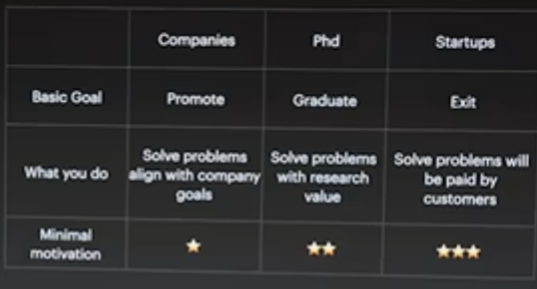 Companies Phd Startups
Basic Goal Promote Graduate Exit
What you do
Solve problems
align with company
goals
Solve problems
with research
value
Solve problems will
be paid by
customers
Minimal
motivation